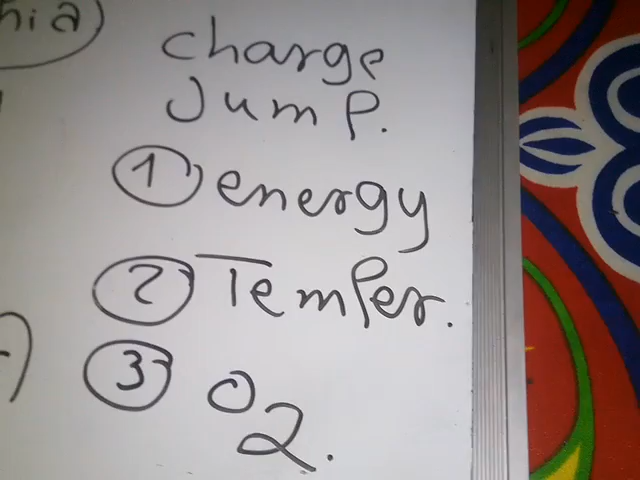 hia)
charge
Jump.
① energy
② Temper.
③ O2.